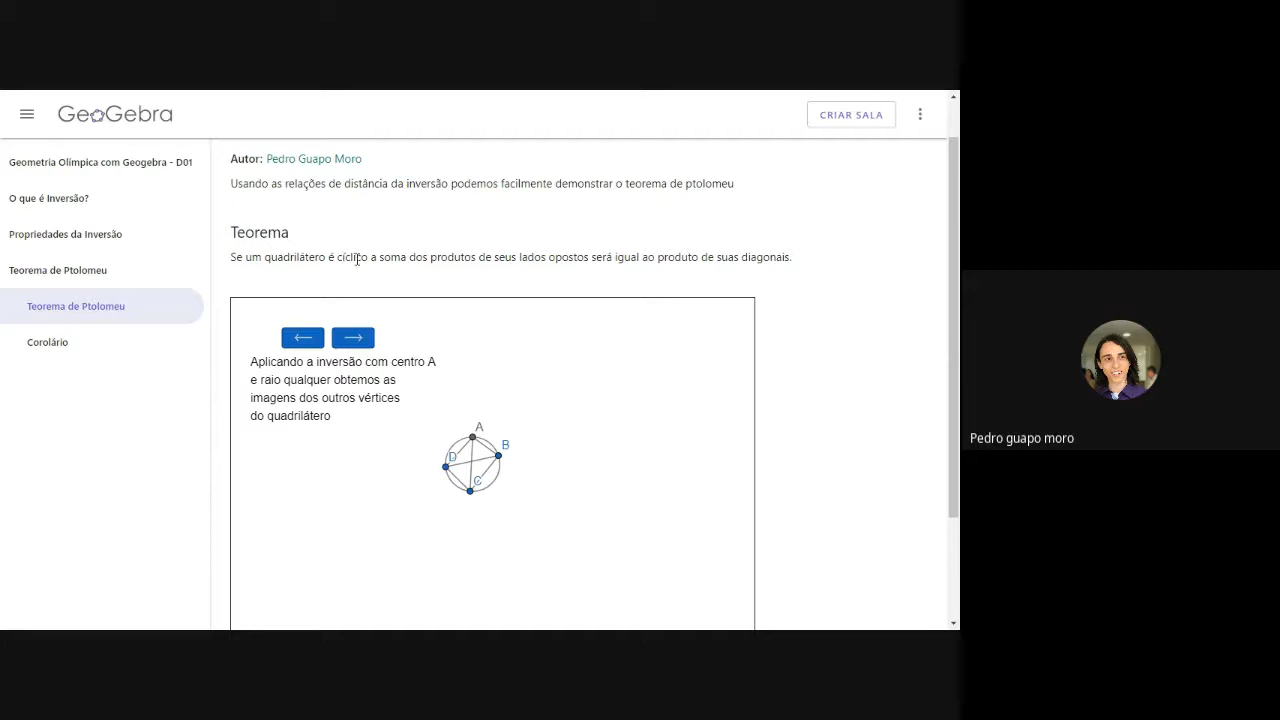 GeoGebra
CRIAR SALA
Geometria Olímpica com Geogebra - D01
O que é Inversão?
Propriedades da Inversão
Teorema de Ptolomeu
Teorema de Ptolomeu
Corolário
Autor: Pedro Guapo Moro
Usando as relações de distância da inversão podemos facilmente demonstrar o teorema de ptolomeu
Teorema
Se um quadrilátero é cíclico a soma dos produtos de seus lados opostos será igual ao produto de suas diagonais.
Aplicando a inversão com centro A
e raio qualquer obtemos as
imagens dos outros vértices
do quadrilátero
A
B
D
C
Pedro guapo moro